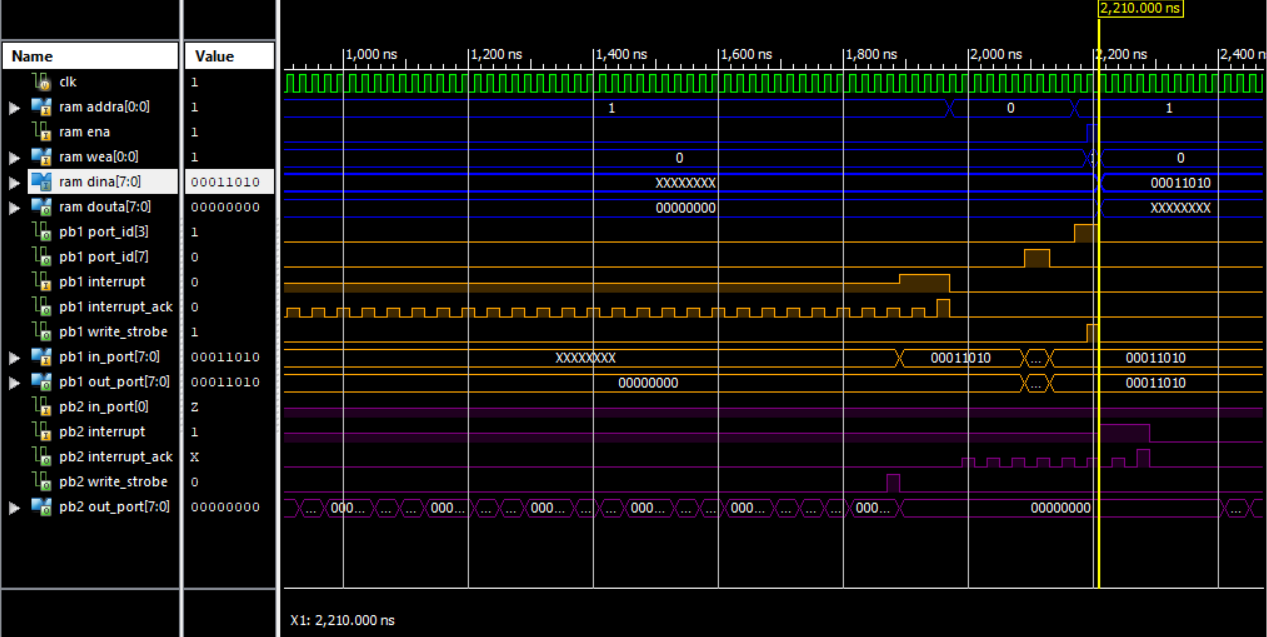 2,210.000 ns
Name Value 1,000 ns 1,200 ns 1,400 ns 1,600 ns 1,800 ns 2,000 ns 2,200 ns 2,400 n
clk 1
ram addra[0:0] 1 1 0 1
ram ena 1
ram wea[0:0] 1 0 0
ram dina[7:0] 00011010 XXXXXXXX 00011010
ram douta[7:0] 00000000 00000000 XXXXXXXX
pb1 port_id[3] 1
pb1 port_id[7] 0
pb1 interrupt 0
pb1 interrupt_ack 0
pb1 write_strobe 1
pb1 in_port[7:0] 00011010 XXXXXXXX 00011010 ... 00011010
pb1 out_port[7:0] 00011010 00000000 ... 00011010
pb2 in_port[0] Z
pb2 interrupt 1
pb2 interrupt_ack X
pb2 write_strobe 0
pb2 out_port[7:0] 00000000 ... 000... ... ... 000... ... ... 000... ... ... 000... ... ... 000... ... ... ... 000... 00000000 ...
X1: 2,210.000 ns